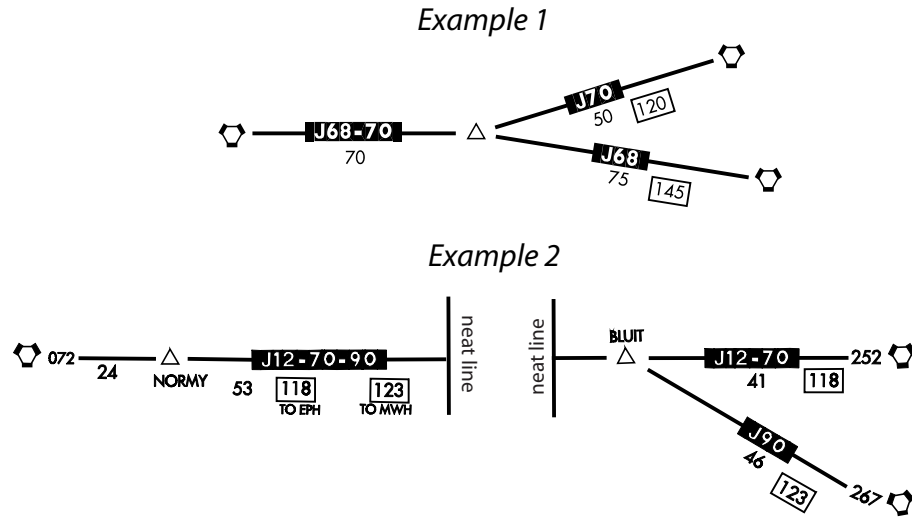 Example 1
J70
50
120
J68-70
70
J68
75
145
Example 2
072
24
NORMY
J12-70-90
53
118
TO EPH
123
TO MWH
neat line
neat line
BLUIT
J12-70
252
41
118
J90
46
123
267